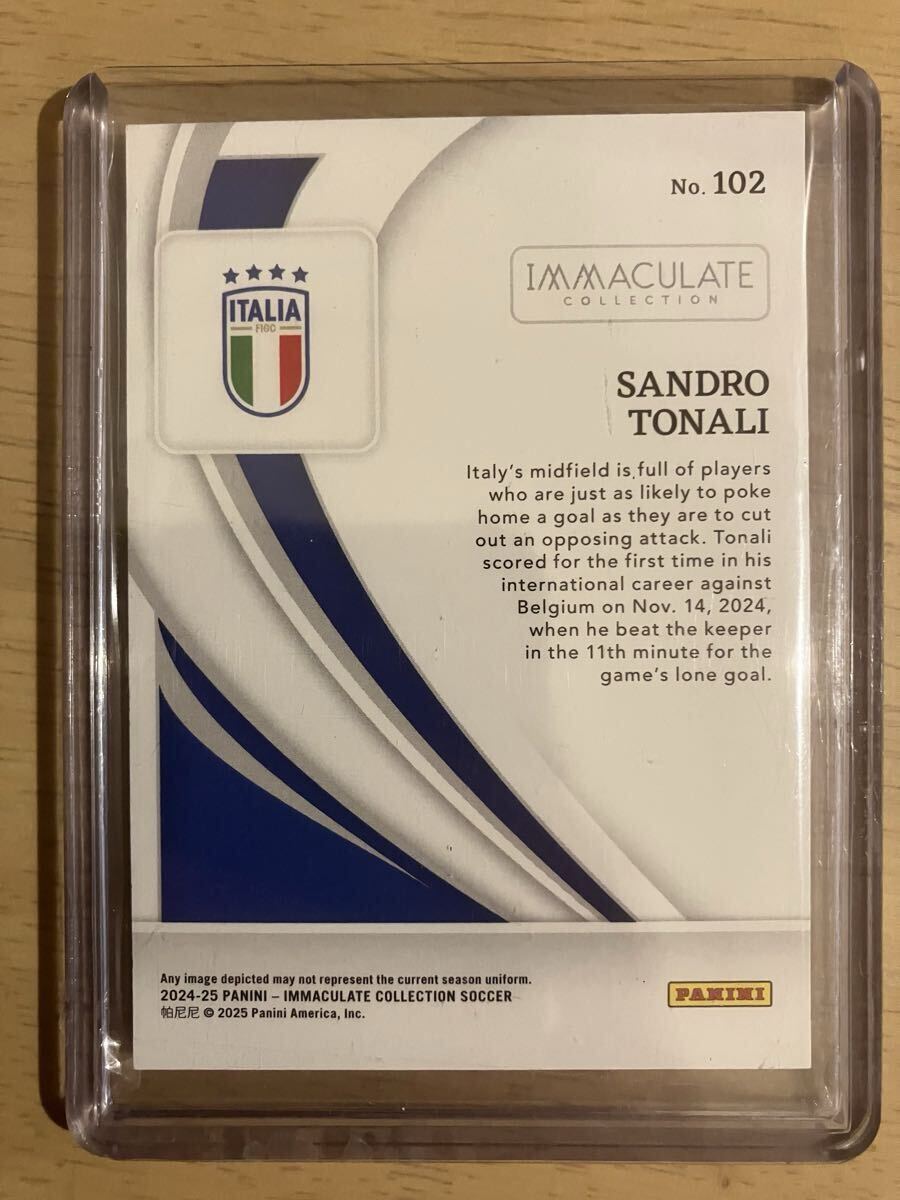 No. 102
IMMACULATE
COLLECTION
ITALIA
FIGC
SANDRO
TONALI
Italy's midfield is full of players
who are just as likely to poke
home a goal as they are to cut
out an opposing attack. Tonali
scored for the first time in his
international career against
Belgium on Nov. 14, 2024,
when he beat the keeper
in the 11th minute for the
game's lone goal.
Any image depicted may not represent the current season uniform.
2024-25 PANINI – IMMACULATE COLLECTION SOCCER
帕尼尼 © 2025 Panini America, Inc.
PANINI